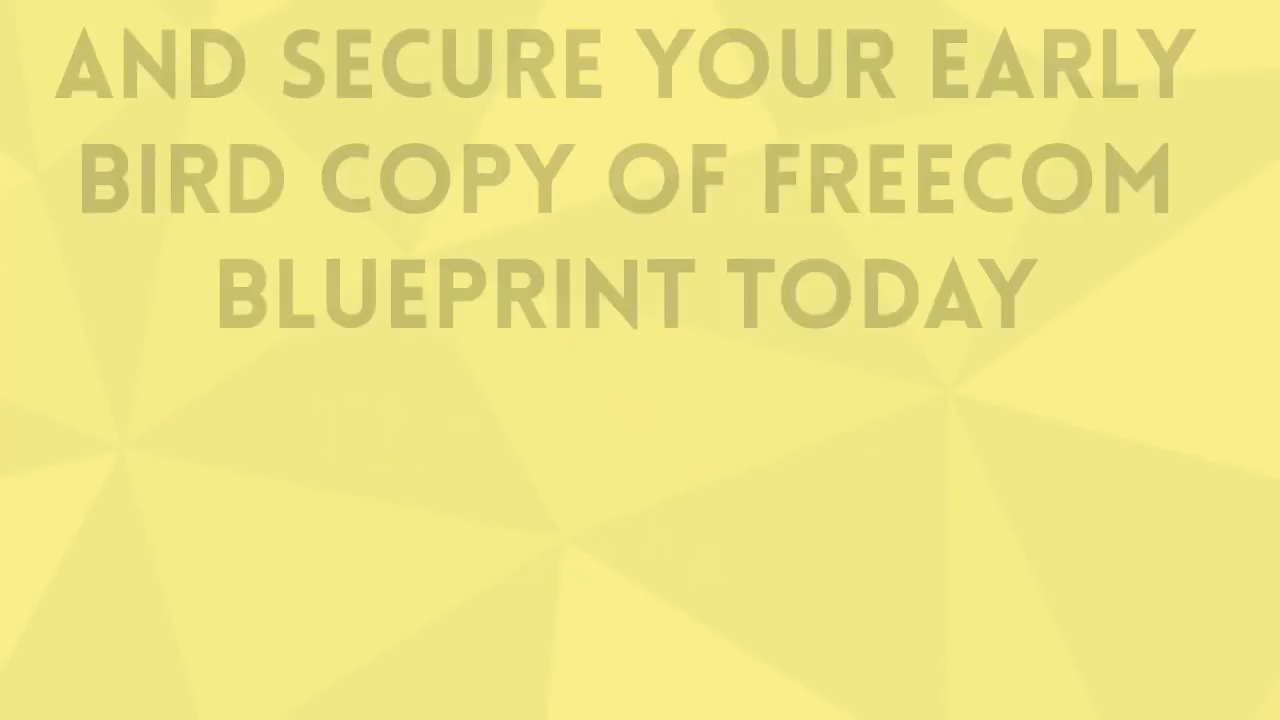 AND SECURE YOUR EARLY
BIRD COPY OF FREECOM
BLUEPRINT TODAY